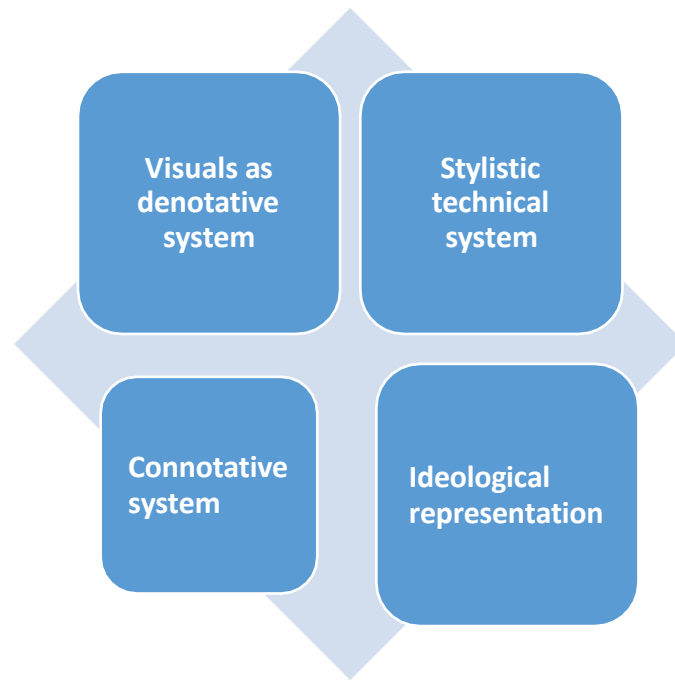 Visuals as
denotative
system
Stylistic
technical
system
Connotative
system
Ideological
representation